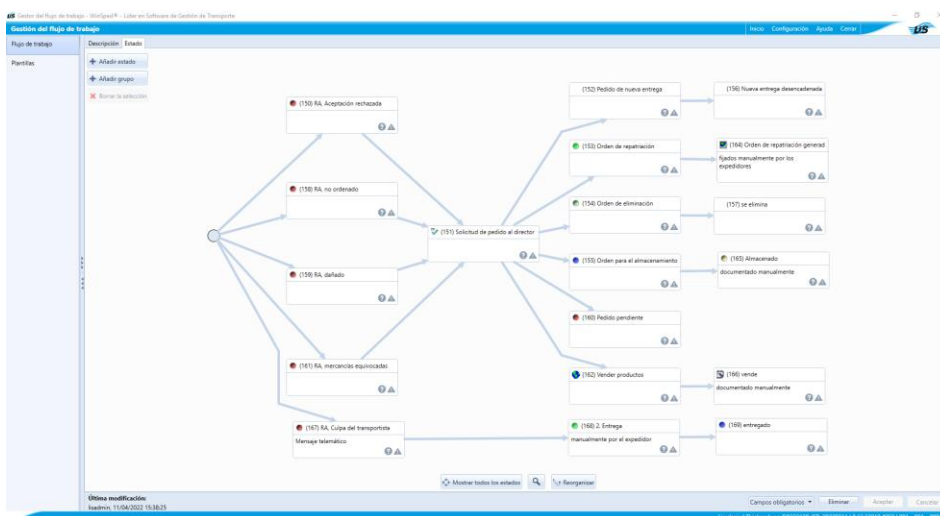 Gestor del flujo de trabajo - WinSped® - Líder en Software de Gestión de Transporte
Gestión del flujo de trabajo
Inicio Configuración Ayuda Cerrar
Flujo de trabajo
Plantillas
Descripción Estado
Añadir estado
Añadir grupo
Borrar la selección
(150) RA, Aceptación rechazada
(158) RA, no ordenado
(159) RA, dañado
(161) RA, mercancías equivocadas
(167) RA, Culpa del transportista
Mensaje telemático
(151) Solicitud de pedido al director
(152) Pedido de nueva entrega
(153) Orden de repatriación
(154) Orden de eliminación
(155) Orden para el almacenamiento
(160) Pedido pendiente
(162) Vender productos
(168) 2. Entrega
manualmente por el expedidor
(156) Nueva entrega desencadenada
(164) Orden de repatriación generad
fijados manualmente por los
expedidores
(157) se elimina
(163) Almacenado
documentado manualmente
(166) vende
documentado manualmente
(169) entregado
Mostrar todos los estados
Reorganizar
Última modificación:
lisadmin, 11/04/2022 15:38:25
Campos obligatorios
Eliminar
Aceptar
Cancelar